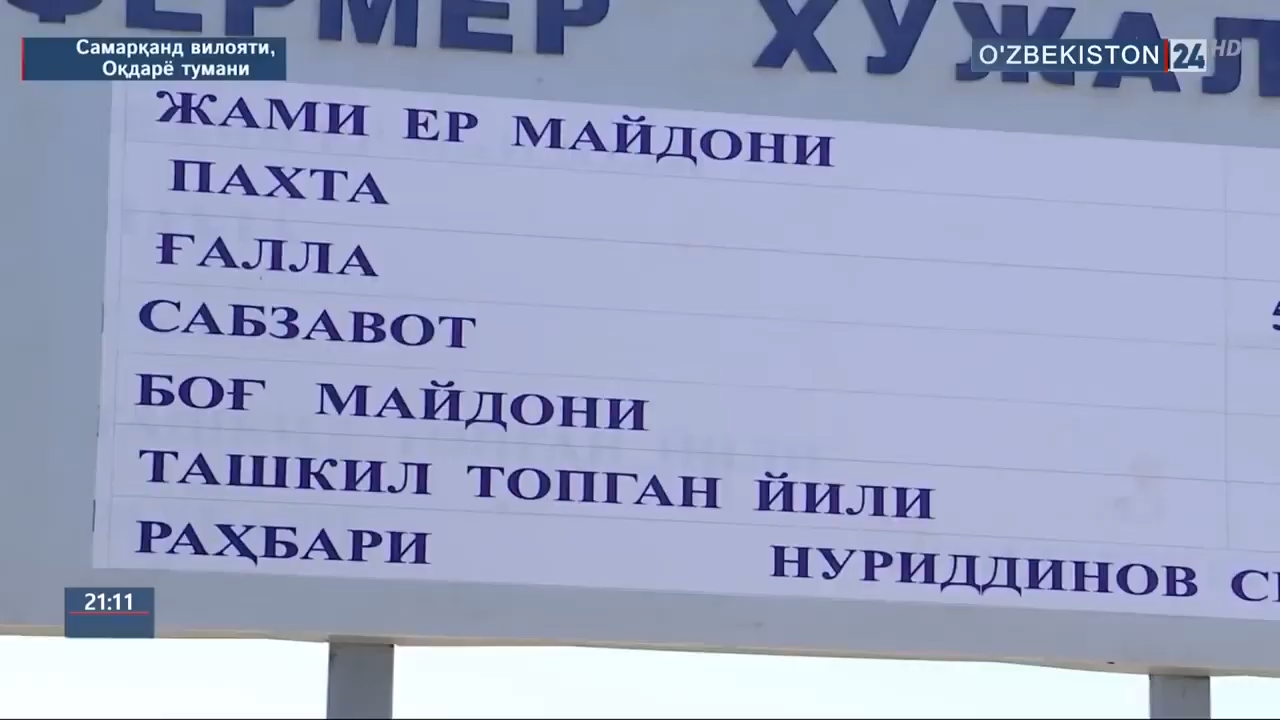 ФЕРМЕР ХУЖАЛ
Самарқанд вилояти,
Оқдарё тумани
O'ZBEKISTON 24 HD
ЖАМИ ЕР МАЙДОНИ
ПАХТА
ҒАЛЛА
САБЗАВОТ
БОҒ МАЙДОНИ
ТАШКИЛ ТОПГАН ЙИЛИ
РАҲБАРИ НУРИДДИНОВ
21:11